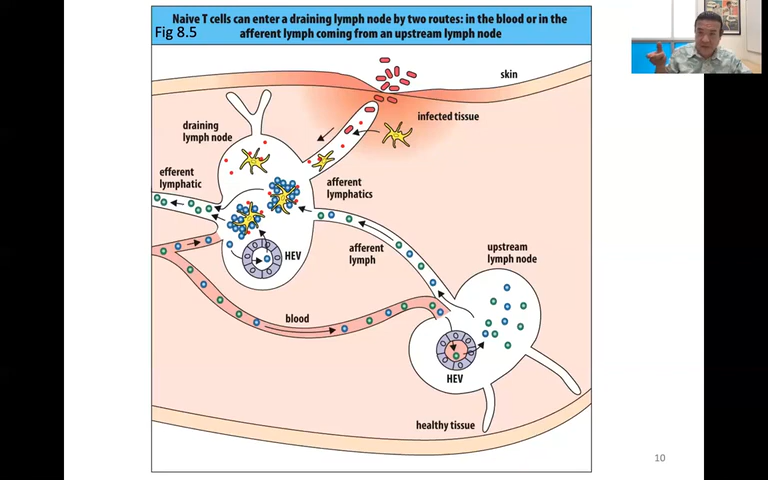 Naive T cells can enter a draining lymph node by two routes: in the blood or in the
afferent lymph coming from an upstream lymph node
Fig 8.5
skin
infected tissue
draining
lymph node
efferent
lymphatic
afferent
lymphatics
HEV
afferent
lymph
upstream
lymph node
blood
HEV
healthy tissue
10